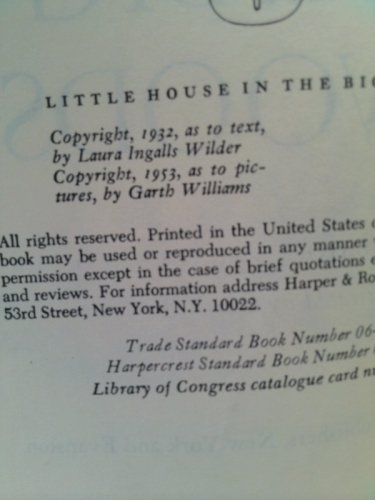 LITTLE HOUSE IN THE BIG
Copyright, 1932, as to text,
by Laura Ingalls Wilder
Copyright, 1953, as to pic-
tures, by Garth Williams
All rights reserved. Printed in the United States
book may be used or reproduced in any manner
permission except in the case of brief quotations
and reviews. For information address Harper & Ro
53rd Street, New York, N.Y. 10022.
Trade Standard Book Number 06-
Harpercrest Standard Book Number
Library of Congress catalogue card